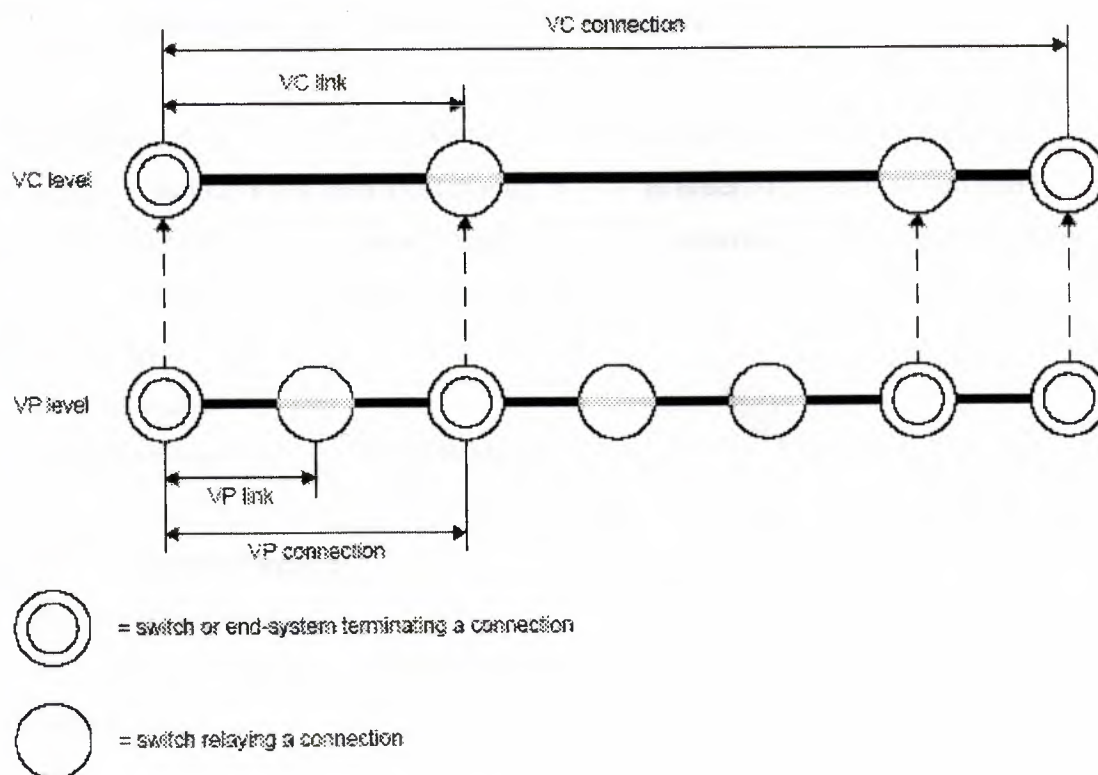 VC connection
VC link
VC level
VP level
VP link
VP connection
= switch or end-system terminating a connection
= switch relaying a connection